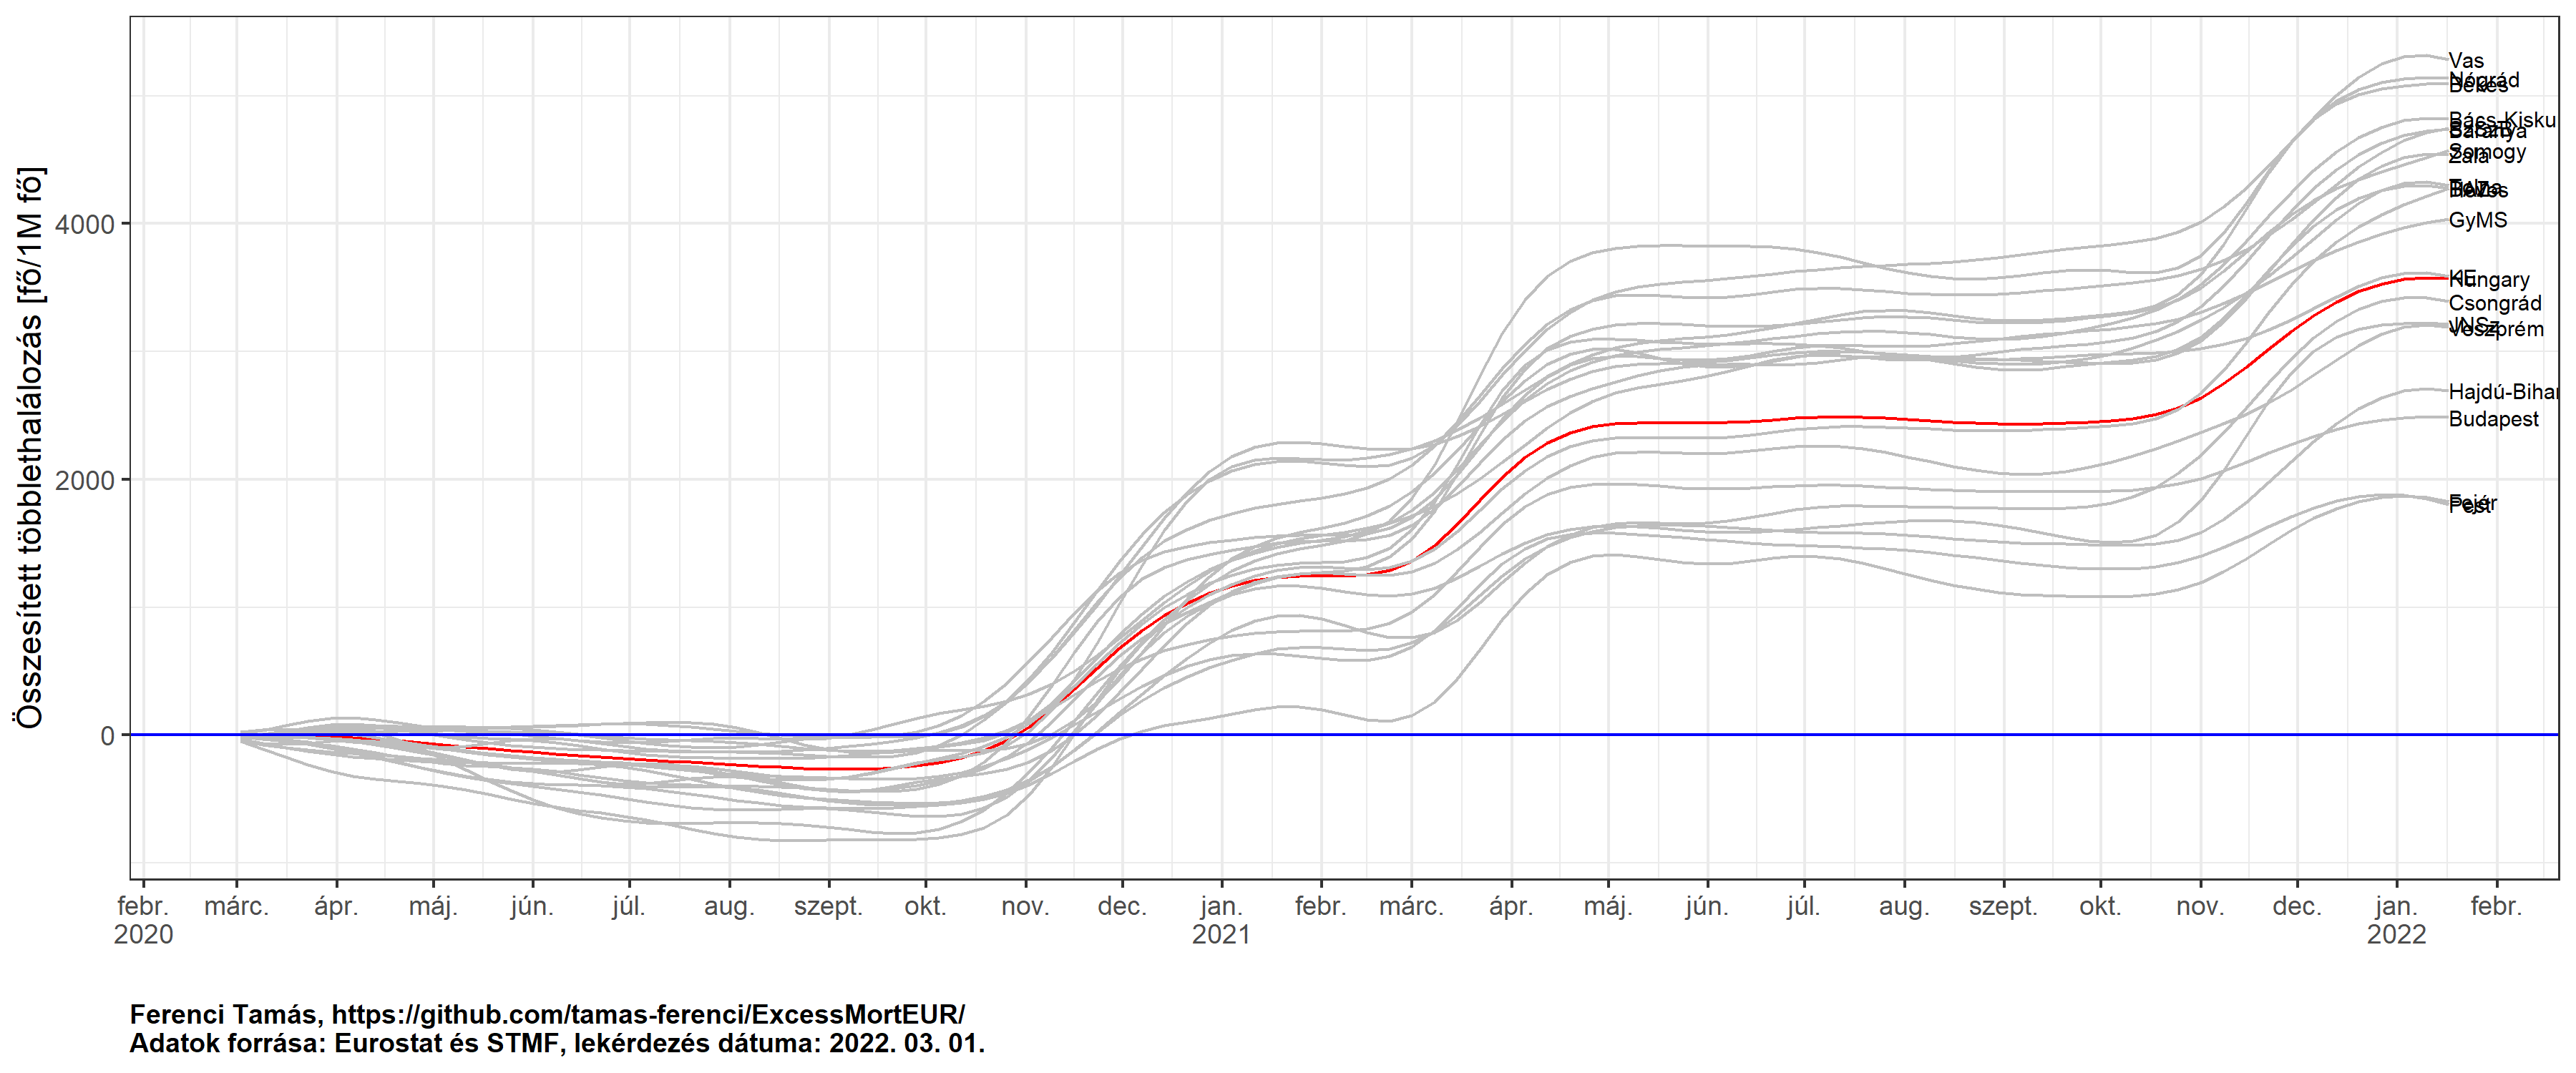 Összesített többlethalálozás [fő/1M fő]
4000
2000
0
Vas
Nógrád
Békés
Bács-Kisku
Baranya
Somogy
Zala
Tolna
BAZ
Heves
GyMS
KE
Hungary
Csongrád
JNSz
Veszprém
Hajdú-Bihar
Budapest
Fejér
Pest
febr. márc. ápr. máj. jún. júl. aug. szept. okt. nov. dec. jan. febr. márc. ápr. máj. jún. júl. aug. szept. okt. nov. dec. jan. febr.
2020 2021 2022
Ferenci Tamás, https://github.com/tamas-ferenci/ExcessMortEUR/
Adatok forrása: Eurostat és STMF, lekérdezés dátuma: 2022. 03. 01.